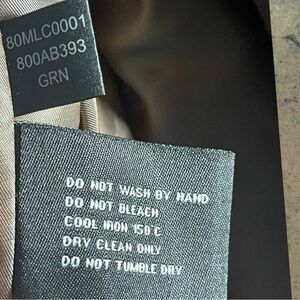 80MLC0001
800AB393
GRN
DO NOT WASH BY HAND
DO NOT BLEACH
COOL IRON 150°C
DRY CLEAN ONLY
DO NOT TUMBLE DRY